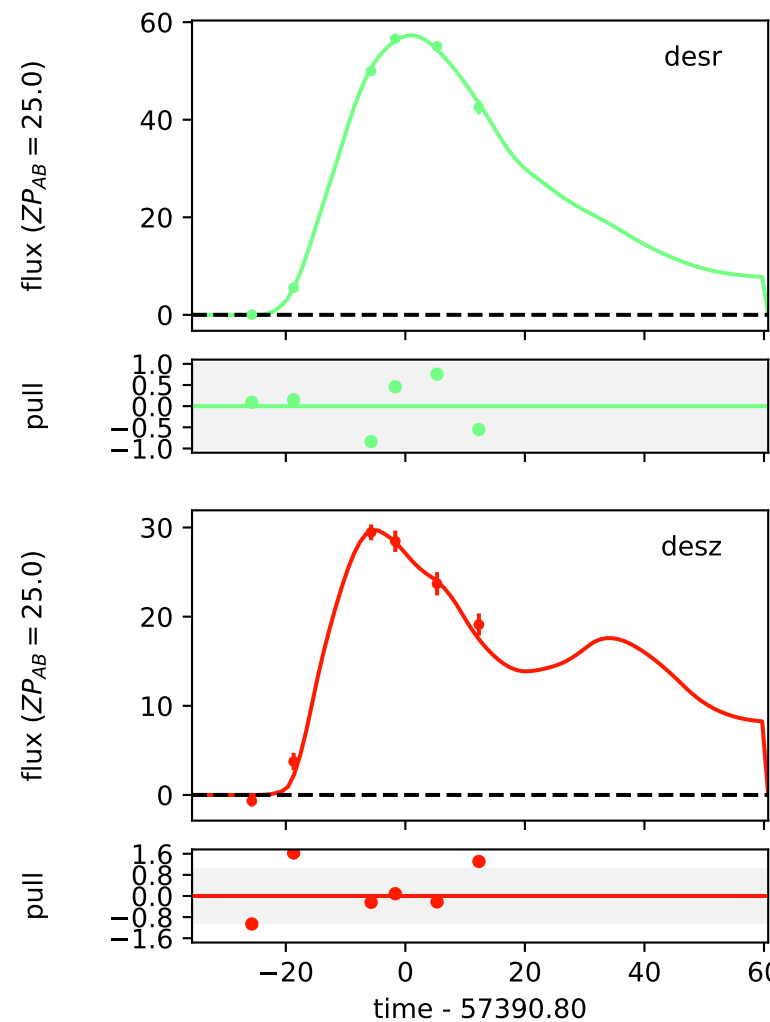 60
desr
40
20
0
flux (ZP_AB = 25.0)
1.0
0.5
0.0
−0.5
−1.0
pull
30
desz
20
10
0
flux (ZP_AB = 25.0)
1.6
0.8
0.0
−0.8
−1.6
pull
−20 0 20 40 60
time - 57390.80